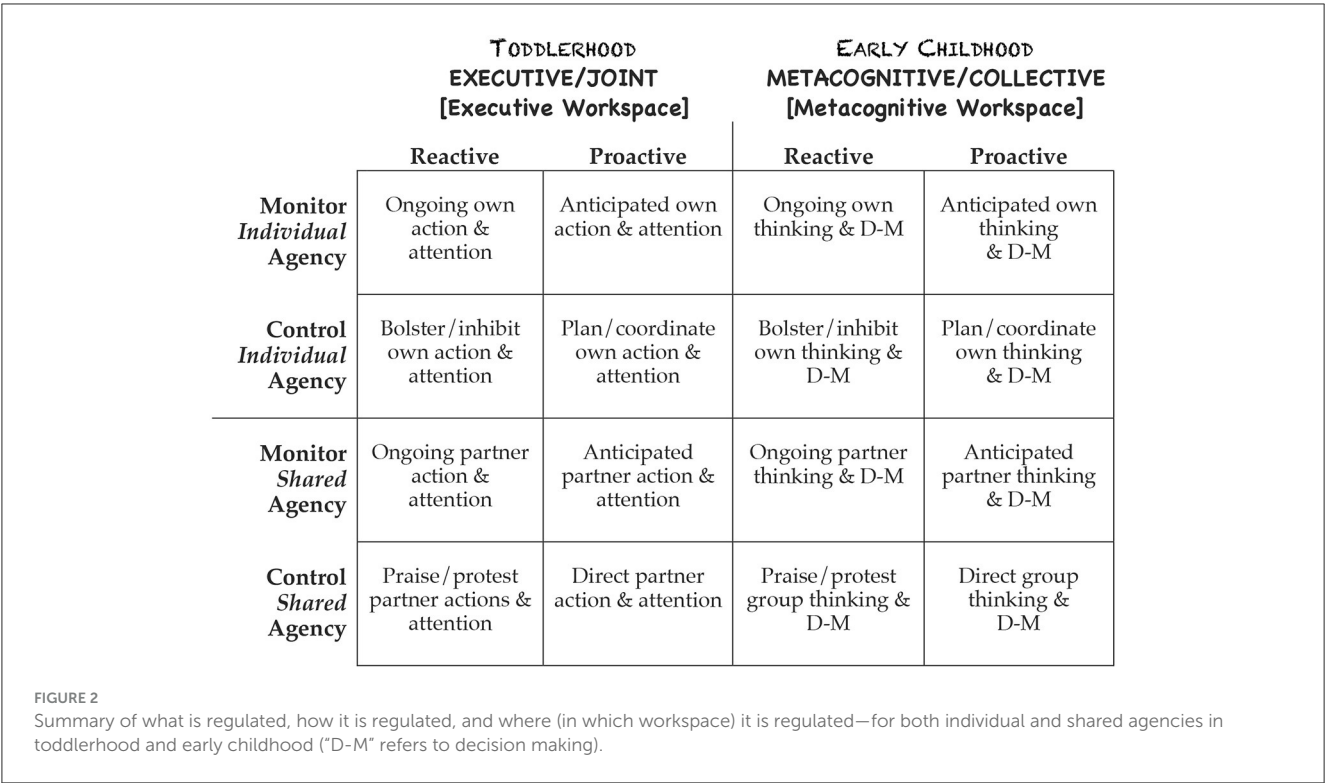 TODDLERHOOD
EXECUTIVE/JOINT
[Executive Workspace]
EARLY CHILDHOOD
METACOGNITIVE/COLLECTIVE
[Metacognitive Workspace]
Reactive
Proactive
Reactive
Proactive
Monitor
Individual
Agency
Ongoing own
action &
attention
Anticipated own
action & attention
Ongoing own
thinking & D-M
Anticipated own
thinking
& D-M
Control
Individual
Agency
Bolster/inhibit
own action &
attention
Plan/coordinate
own action &
attention
Bolster/inhibit
own thinking &
D-M
Plan/coordinate
own thinking
& D-M
Monitor
Shared
Agency
Ongoing partner
action &
attention
Anticipated
partner action &
attention
Ongoing partner
thinking & D-M
Anticipated
partner thinking
& D-M
Control
Shared
Agency
Praise/protest
partner actions &
attention
Direct partner
action & attention
Praise/protest
group thinking &
D-M
Direct group
thinking &
D-M
FIGURE 2
Summary of what is regulated, how it is regulated, and where (in which workspace) it is regulated—for both individual and shared agencies in
toddlerhood and early childhood (“D-M” refers to decision making).